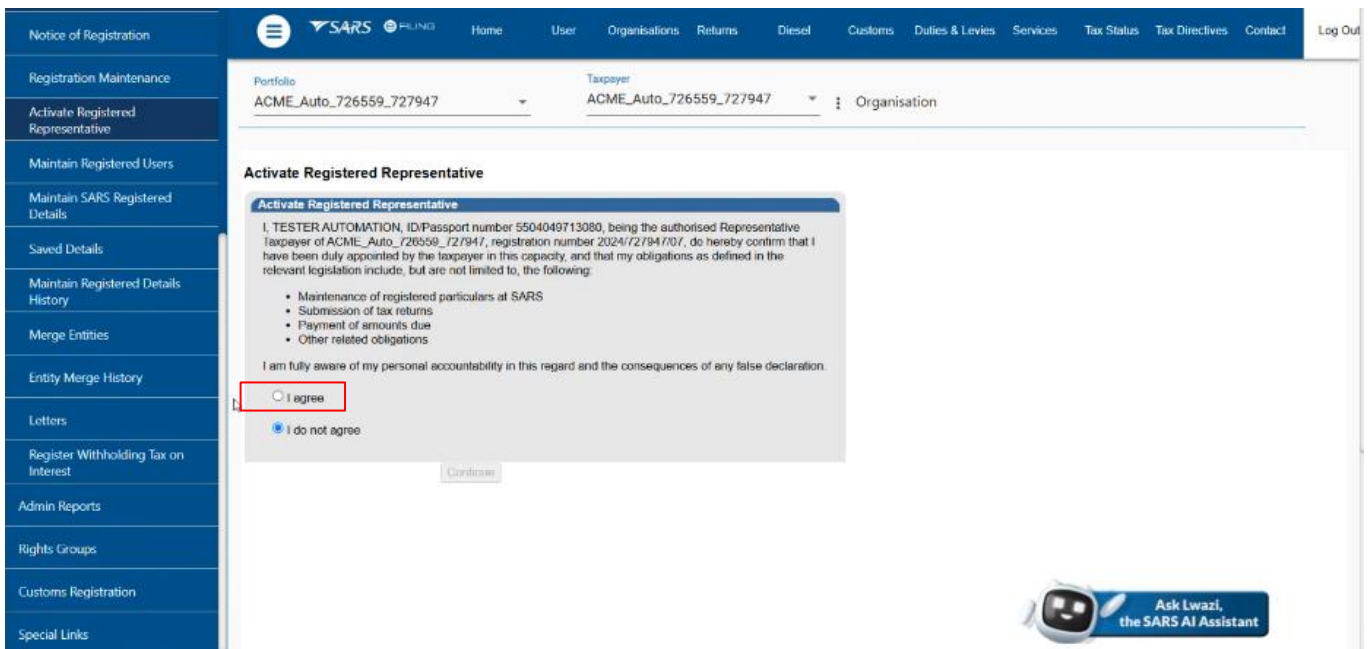 Notice of Registration
Registration Maintenance
Activate Registered
Representative
Maintain Registered Users
Maintain SARS Registered
Details
Saved Details
Maintain Registered Details
History
Merge Entities
Entity Merge History
Letters
Register Withholding Tax on
Interest
Admin Reports
Rights Groups
Customs Registration
Special Links
SARS eFILING Home User Organisations Returns Diesel Customs Duties & Levies Services Tax Status Tax Directives Contact Log Out
Portfolio Taxpayer
ACME_Auto_726559_727947 ACME_Auto_726559_727947 Organisation
Activate Registered Representative
Activate Registered Representative
I, TESTER AUTOMATION, ID/Passport number 5504049713080, being the authorised Representative
Taxpayer of ACME_Auto_726559_727947, registration number 2024/727947/07, do hereby confirm that I
have been duly appointed by the taxpayer in this capacity, and that my obligations as defined in the
relevant legislation include, but are not limited to, the following:
• Maintenance of registered particulars at SARS
• Submission of tax returns
• Payment of amounts due
• Other related obligations
I am fully aware of my personal accountability in this regard and the consequences of any false declaration.
I agree
I do not agree
Continue
Ask Lwazi,
the SARS AI Assistant